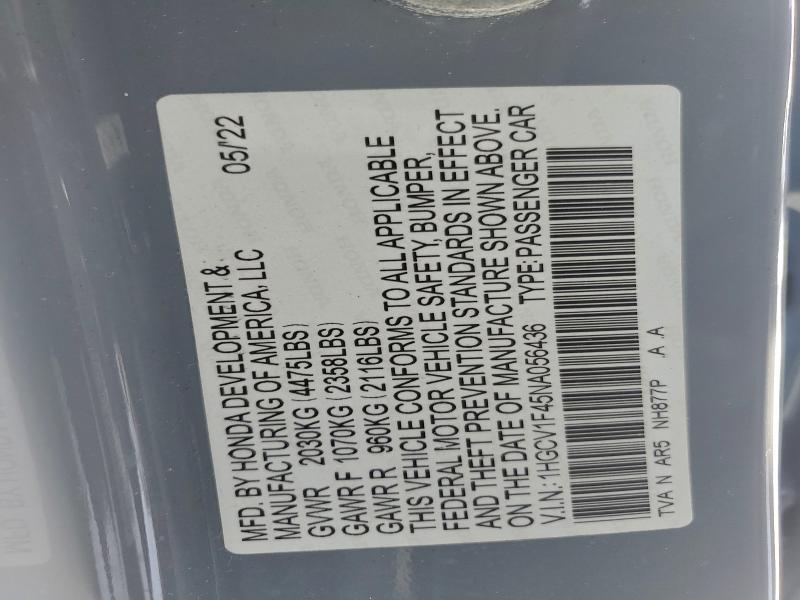 MFD. BY HONDA DEVELOPMENT & 05/'22
MANUFACTURING OF AMERICA, LLC
GVWR 2030KG (4475LBS)
GAWR F 1070KG (2358LBS)
GAWR R 960KG (2116LBS)
THIS VEHICLE CONFORMS TO ALL APPLICABLE
FEDERAL MOTOR VEHICLE SAFETY, BUMPER,
AND THEFT PREVENTION STANDARDS IN EFFECT
ON THE DATE OF MANUFACTURE SHOWN ABOVE.
V.I.N.: 1HGCV1F45NA056436 TYPE: PASSENGER CAR
TVA N AR5 NH877P A A